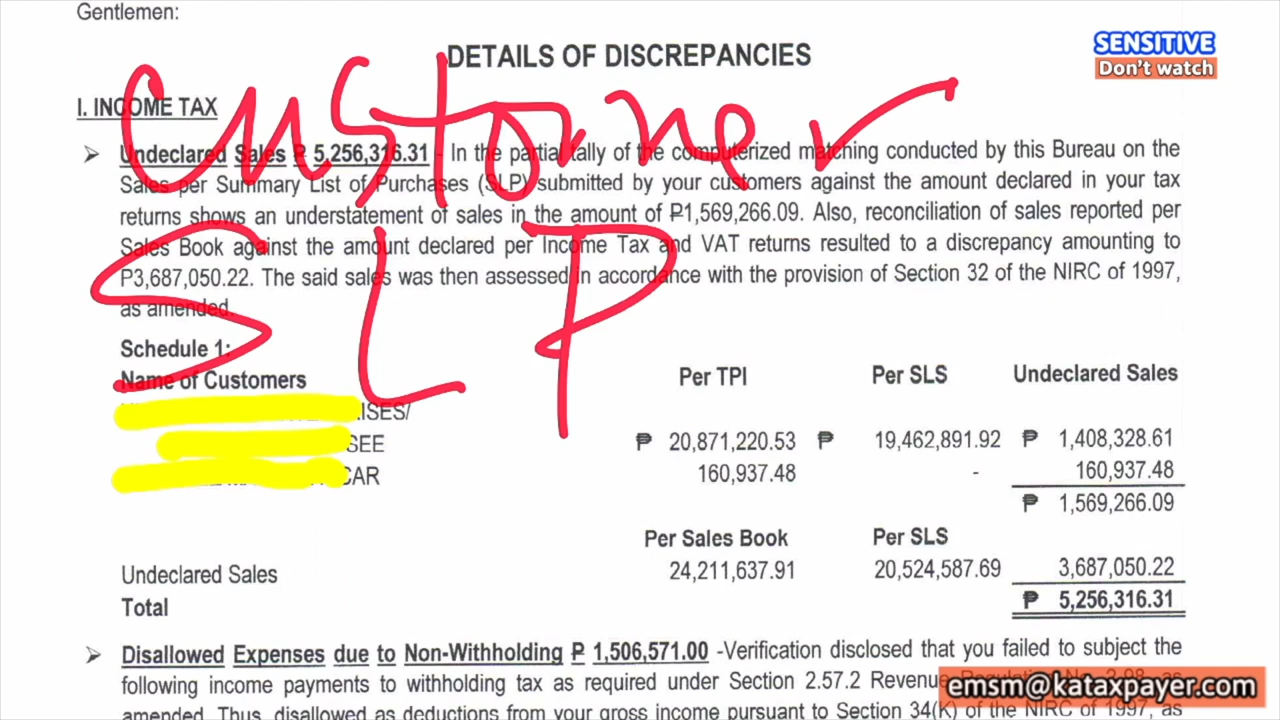 Gentlemen:
SENSITIVE
Don't watch
DETAILS OF DISCREPANCIES
I. INCOME TAX
Customer
SLP
➢ Undeclared Sales ₱ 5,256,316.31 - In the partial tally of the computerized matching conducted by this Bureau on the
Sales per Summary List of Purchases (SLP) submitted by your customers against the amount declared in your tax
returns shows an understatement of sales in the amount of ₱1,569,266.09. Also, reconciliation of sales reported per
Sales Book against the amount declared per Income Tax and VAT returns resulted to a discrepancy amounting to
P3,687,050.22. The said sales was then assessed in accordance with the provision of Section 32 of the NIRC of 1997,
as amended.
Schedule 1:
Name of Customers Per TPI Per SLS Undeclared Sales
RISES/
SEE ₱ 20,871,220.53 ₱ 19,462,891.92 ₱ 1,408,328.61
CAR 160,937.48 - 160,937.48
₱ 1,569,266.09
Per Sales Book Per SLS
Undeclared Sales 24,211,637.91 20,524,587.69 3,687,050.22
Total ₱ 5,256,316.31
➢ Disallowed Expenses due to Non-Withholding ₱ 1,506,571.00 -Verification disclosed that you failed to subject the
following income payments to withholding tax as required under Section 2.57.2 Revenue
amended. Thus, disallowed as deductions from your gross income pursuant to Section 34(K) of the NIRC of 1997, as
emsm@kataxpayer.com